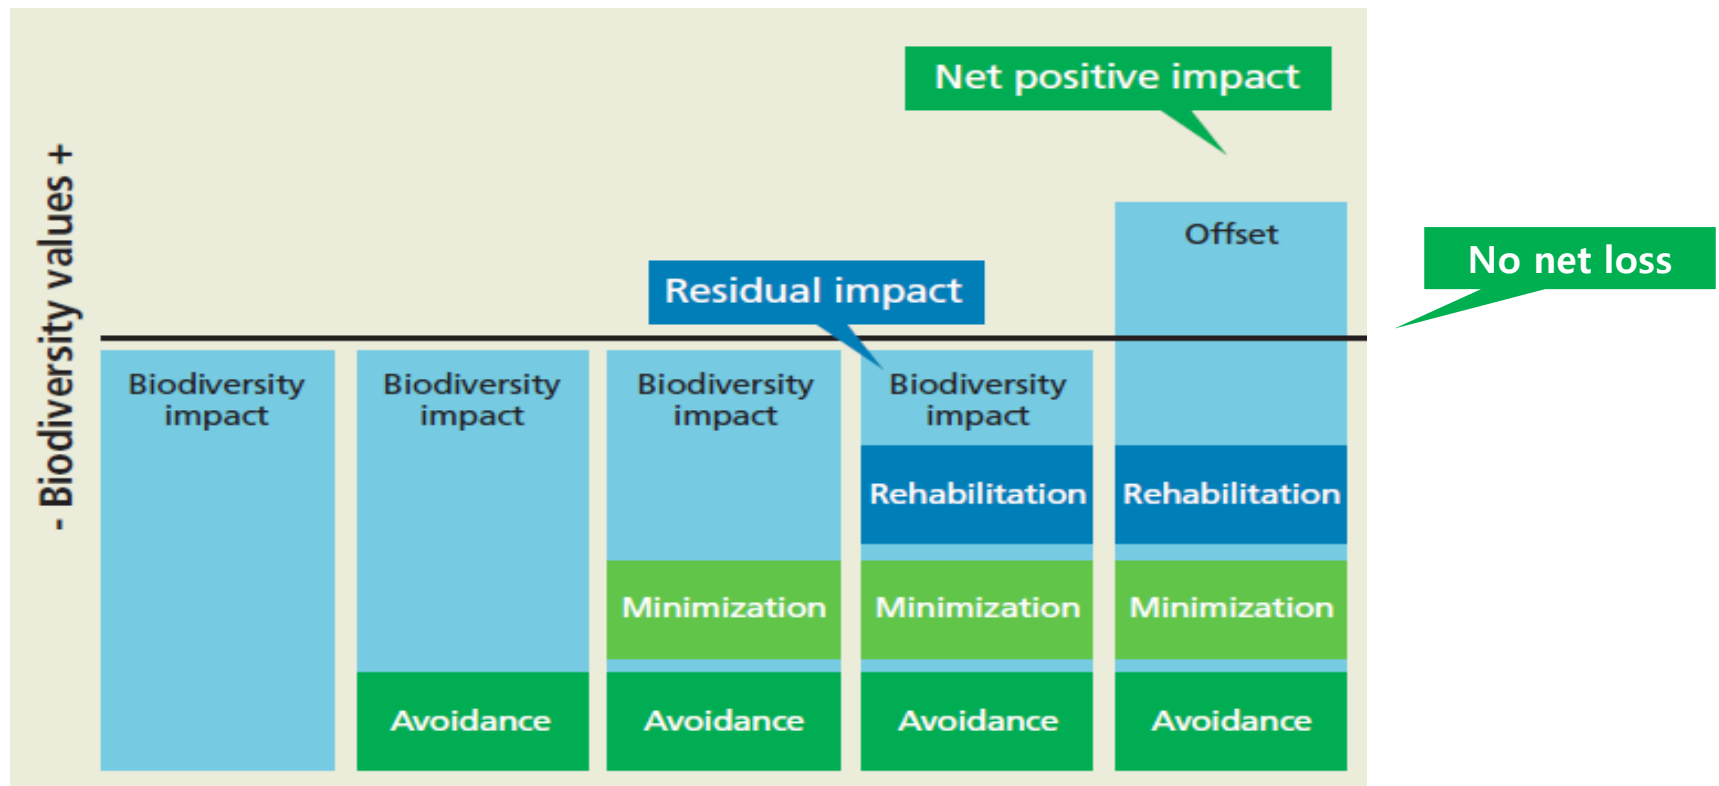 Net positive impact
- Biodiversity values +
Offset
No net loss
Residual impact
Biodiversity
impact
Biodiversity
impact
Biodiversity
impact
Biodiversity
impact
Rehabilitation
Rehabilitation
Minimization
Minimization
Minimization
Avoidance
Avoidance
Avoidance
Avoidance